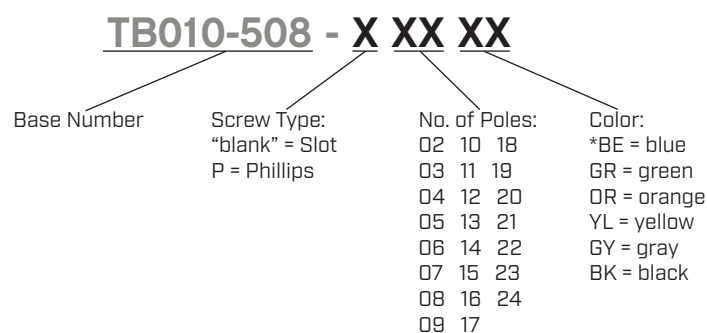 TB010-508 - X XX XX
Base Number
Screw Type:
“blank” = Slot
P = Phillips
No. of Poles:
02 10 18
03 11 19
04 12 20
05 13 21
06 14 22
07 15 23
08 16 24
09 17
Color:
*BE = blue
GR = green
OR = orange
YL = yellow
GY = gray
BK = black